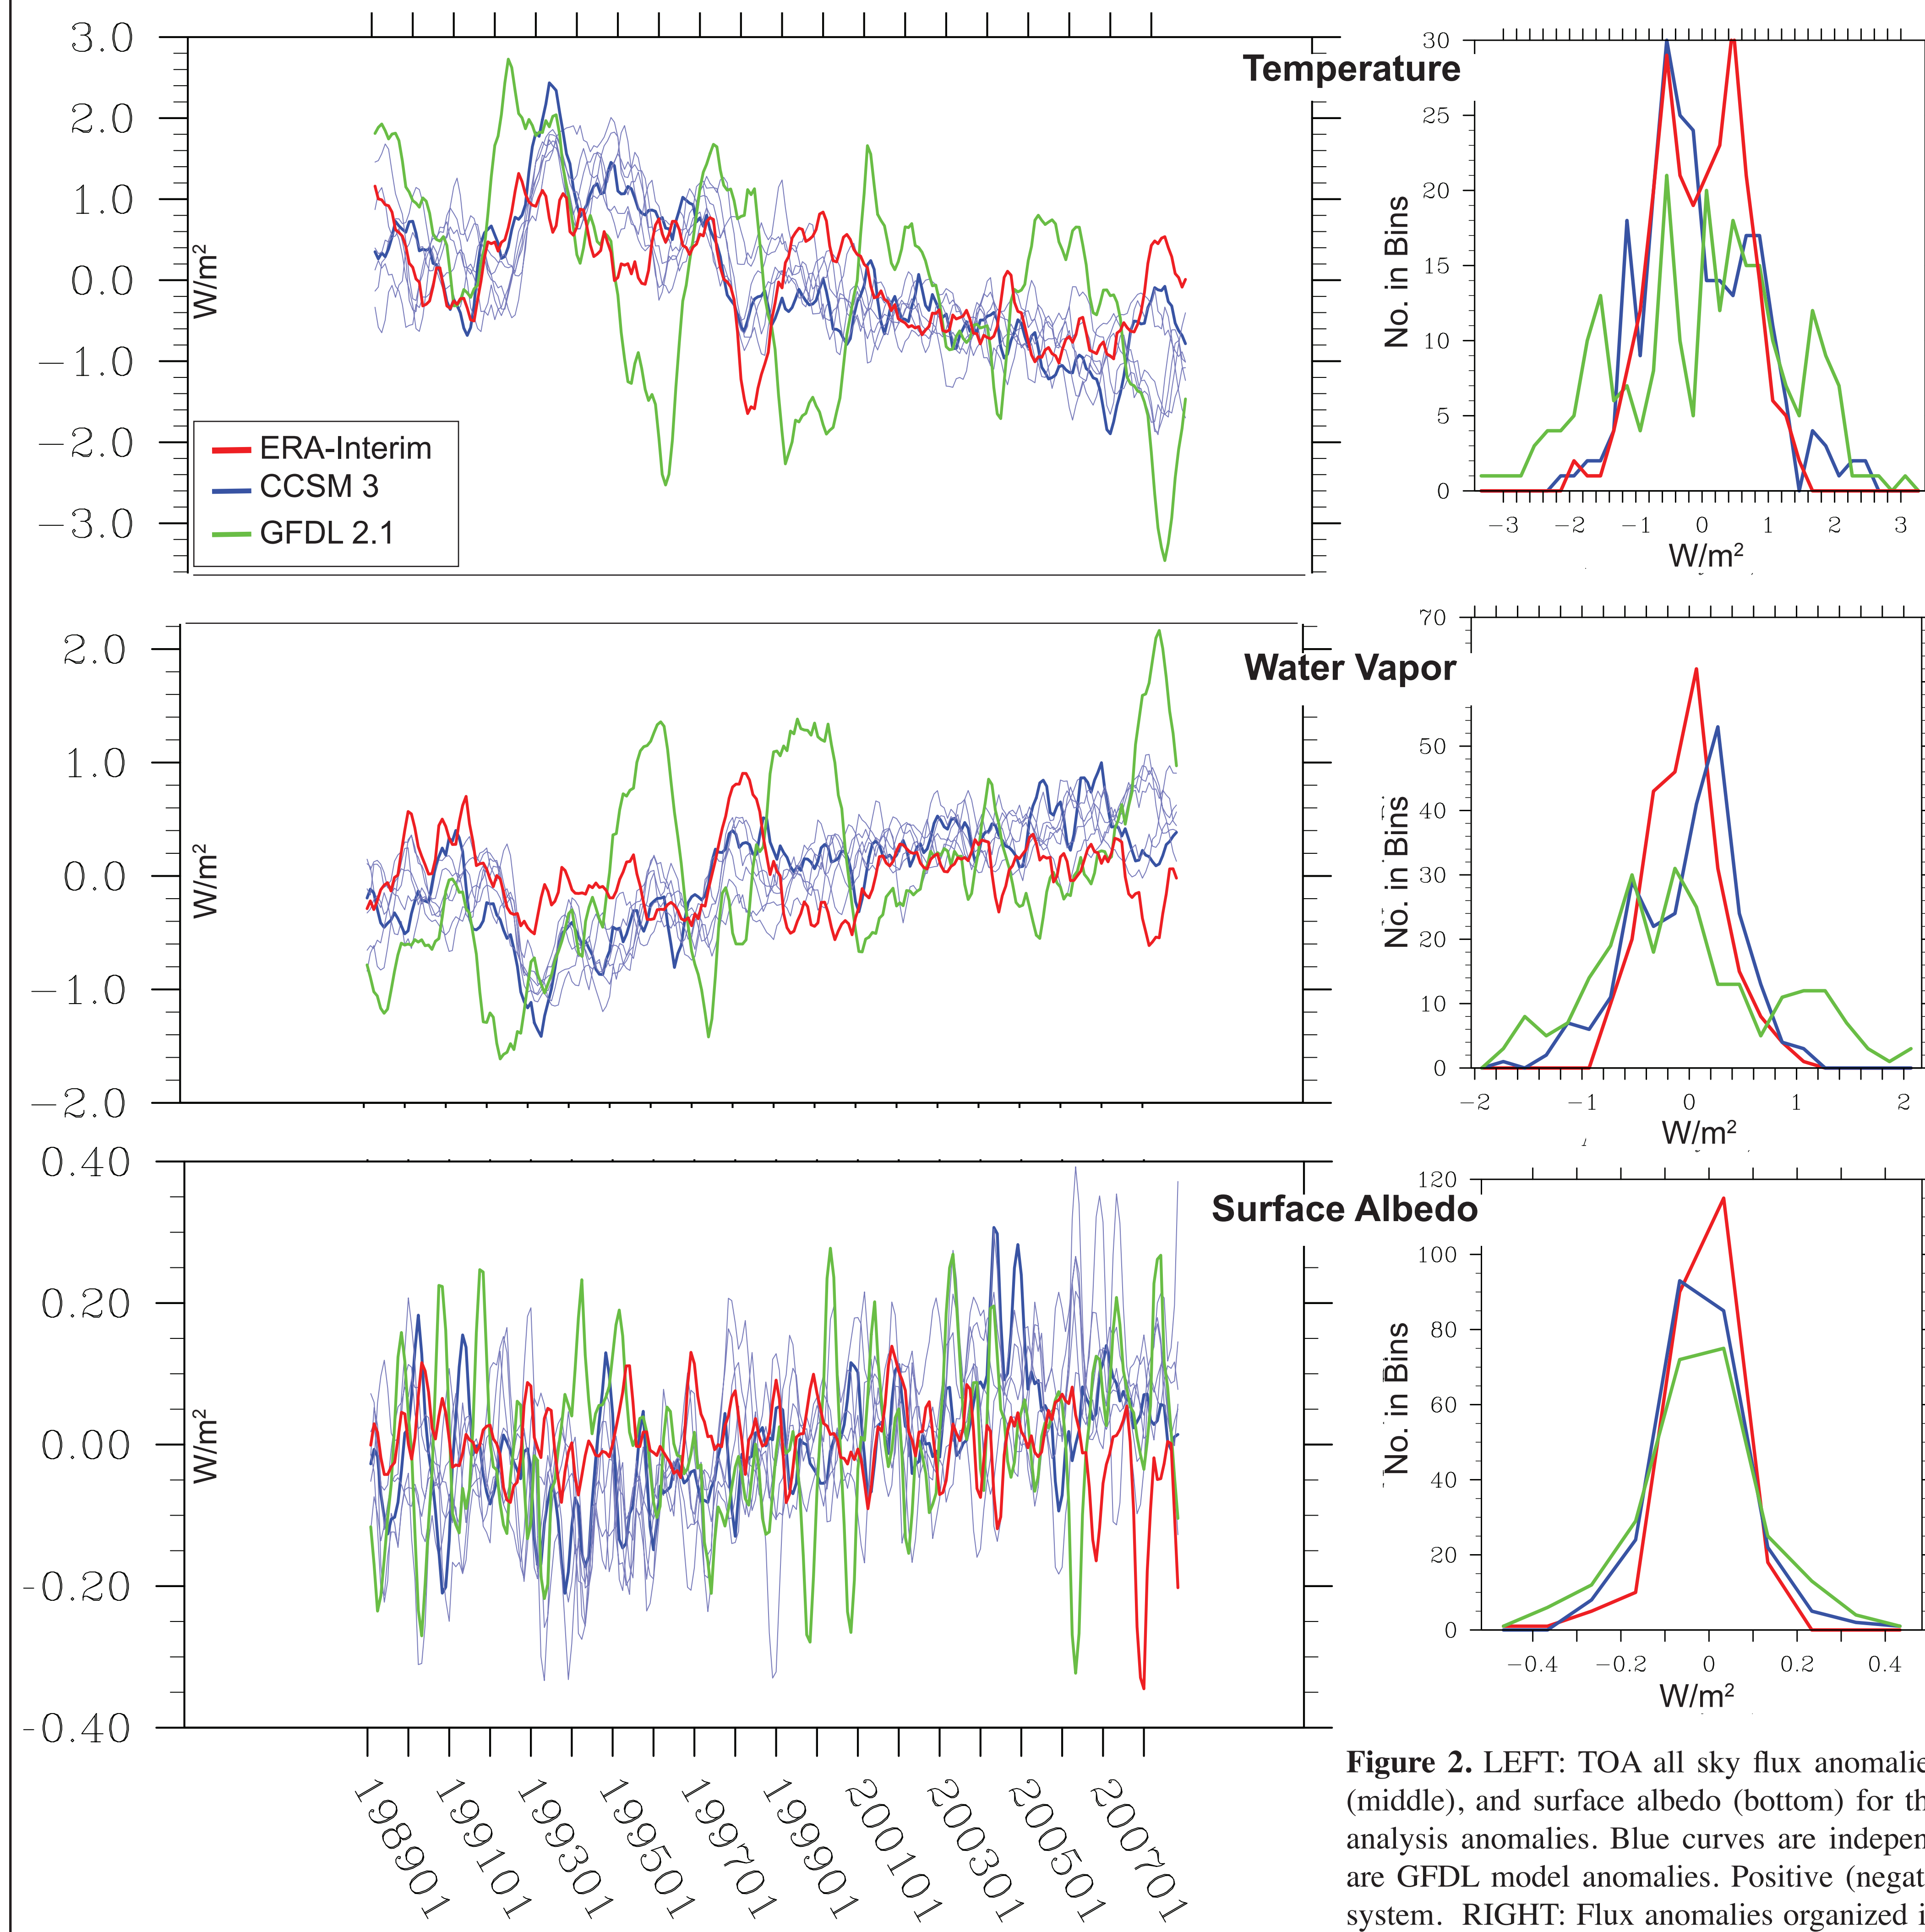 3.0
2.0
1.0
0.0
−1.0
−2.0
−3.0
W/m²
ERA-Interim
CCSM 3
GFDL 2.1
Temperature
30
25
20
15
10
5
0
No. in Bins
−3 −2 −1 0 1 2 3
W/m²
2.0
1.0
0.0
−1.0
−2.0
W/m²
Water Vapor
70
50
40
30
20
10
0
No. in Bins
−2 −1 0 1 2
W/m²
0.40
0.20
0.00
-0.20
-0.40
W/m²
Surface Albedo
120
100
80
60
40
20
0
No. in Bins
−0.4 −0.2 0 0.2 0.4
W/m²
198901 199101 199301 199501 199701 199901 200101 200301 200501 200701
Figure 2. LEFT: TOA all sky flux anomalie
(middle), and surface albedo (bottom) for th
analysis anomalies. Blue curves are indepen
are GFDL model anomalies. Positive (negat
system. RIGHT: Flux anomalies organized i